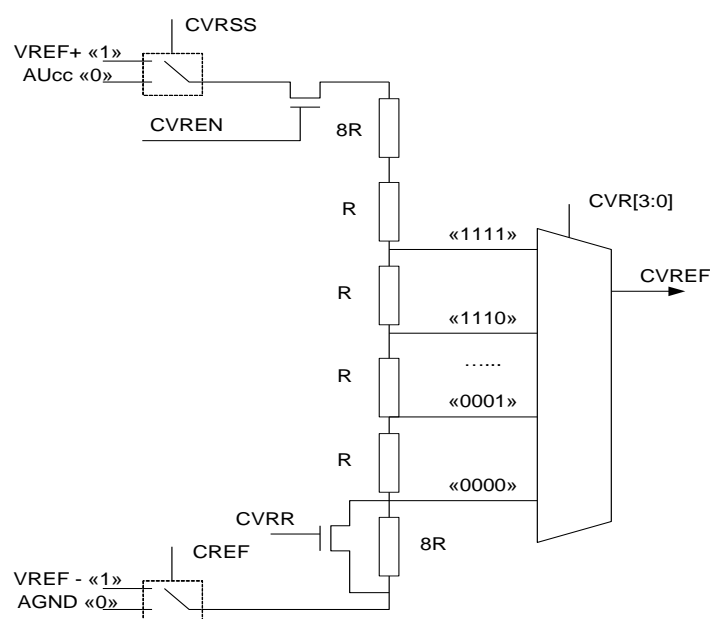 CVRSS
VREF+ «1»
AUcc «0»
CVREN
8R
R
CVR[3:0]
«1111»
CVREF
R
«1110»
…...
R
«0001»
R
«0000»
CVRR
8R
CREF
VREF - «1»
AGND «0»